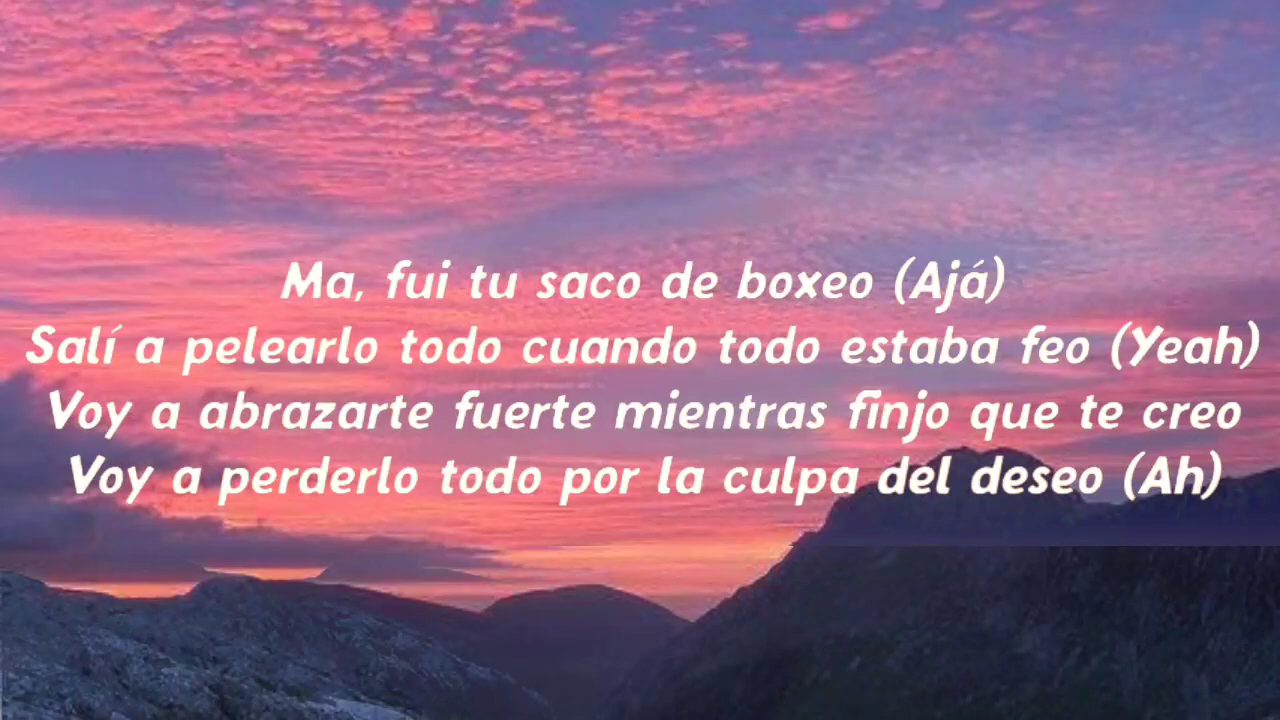 Ma, fui tu saco de boxeo (Ajá)
Salí a pelearlo todo cuando todo estaba feo (Yeah)
Voy a abrazarte fuerte mientras finjo que te creo
Voy a perderlo todo por la culpa del deseo (Ah)